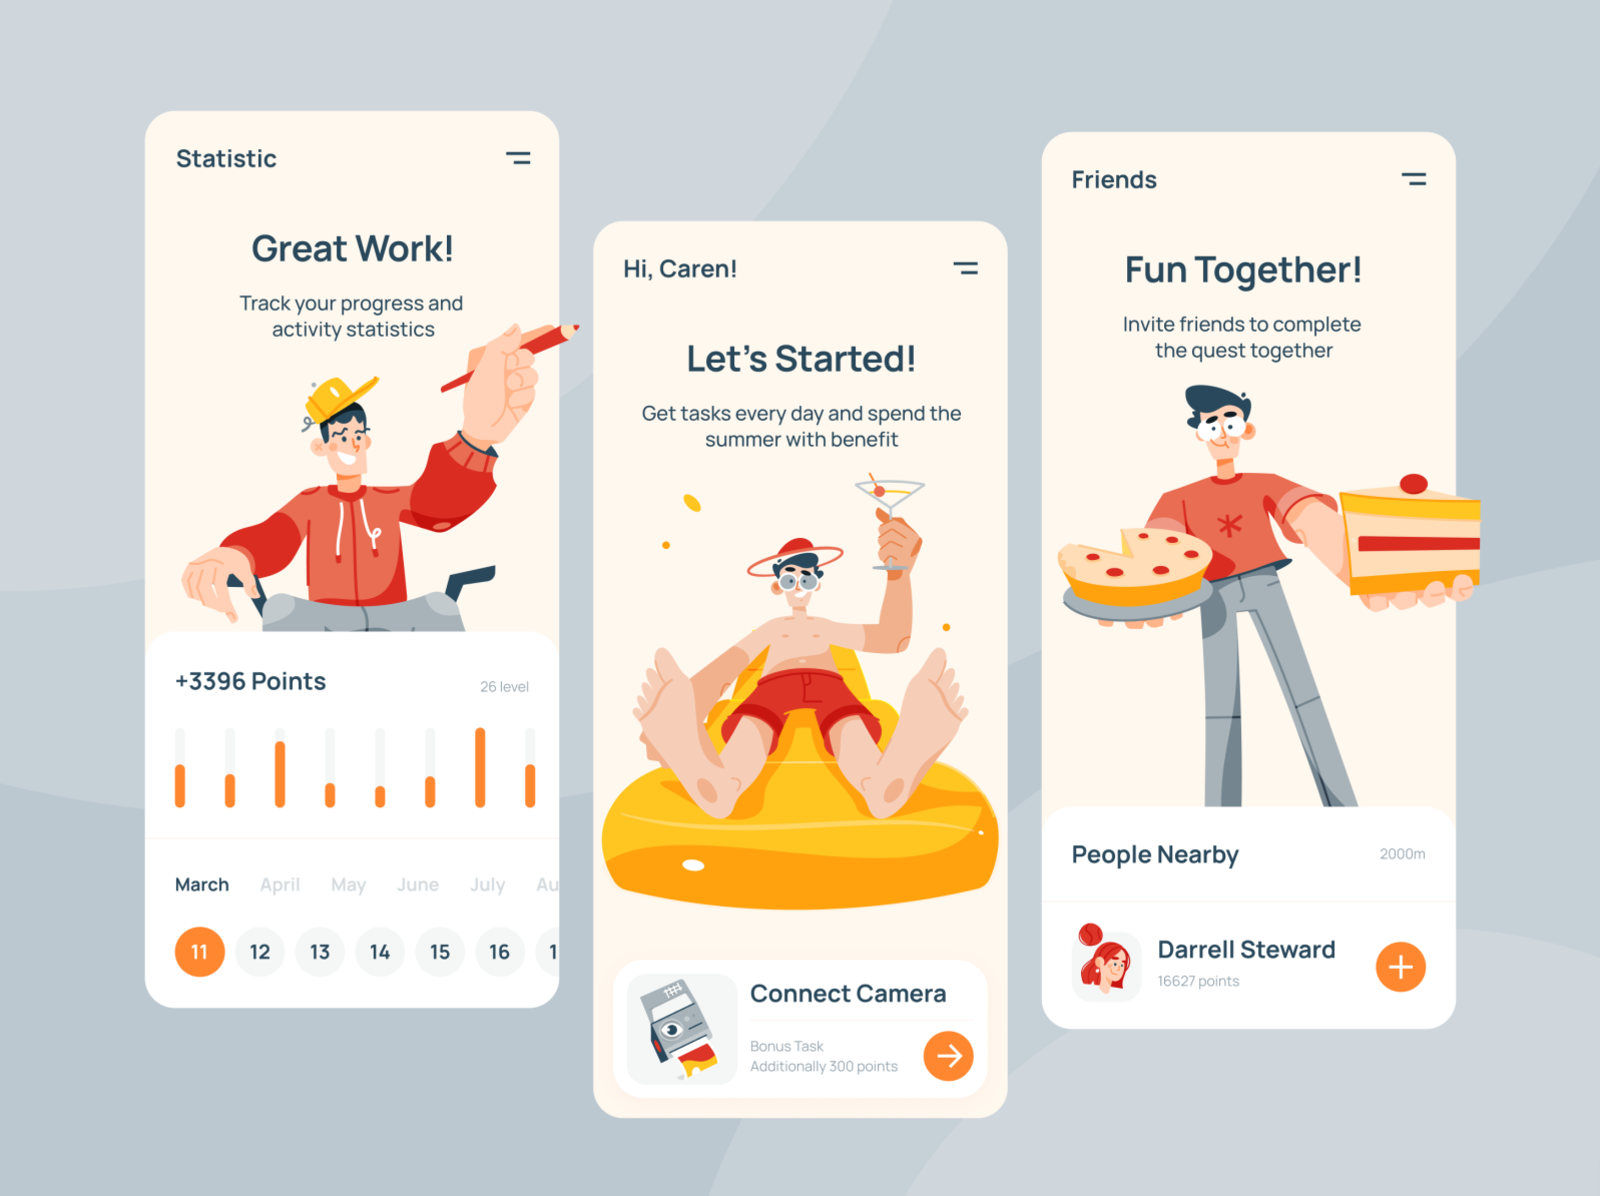 Statistic
Great Work!
Track your progress and
activity statistics
+3396 Points
26 level
March April May June July Au
11 12 13 14 15 16 1
Hi, Caren!
Let's Started!
Get tasks every day and spend the
summer with benefit
Connect Camera
Bonus Task
Additionally 300 points
Friends
Fun Together!
Invite friends to complete
the quest together
People Nearby
2000m
Darrell Steward
16627 points